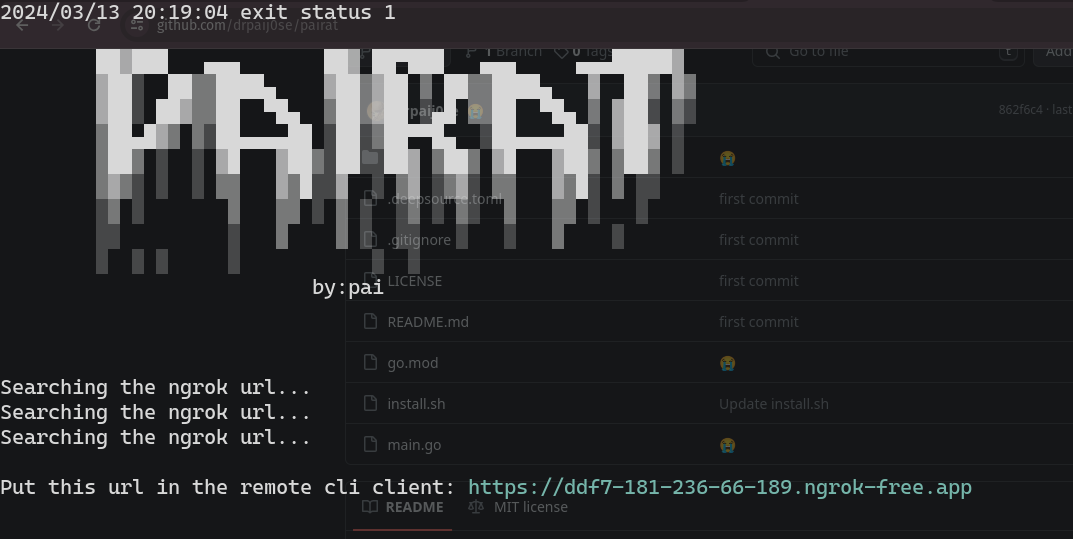 2024/03/13 20:19:04 exit status 1
github.com/drpaij0se/pairat
1 Branch 0 Tags Go to file t Add
PAIRAT
862f6c4 · last
😭
.deepsource.toml first commit
.gitignore first commit
LICENSE first commit
by:pai
README.md first commit
go.mod 😭
Searching the ngrok url...
install.sh Update install.sh
Searching the ngrok url...
Searching the ngrok url...
main.go 😭
Put this url in the remote cli client: https://ddf7-181-236-66-189.ngrok-free.app
README MIT license